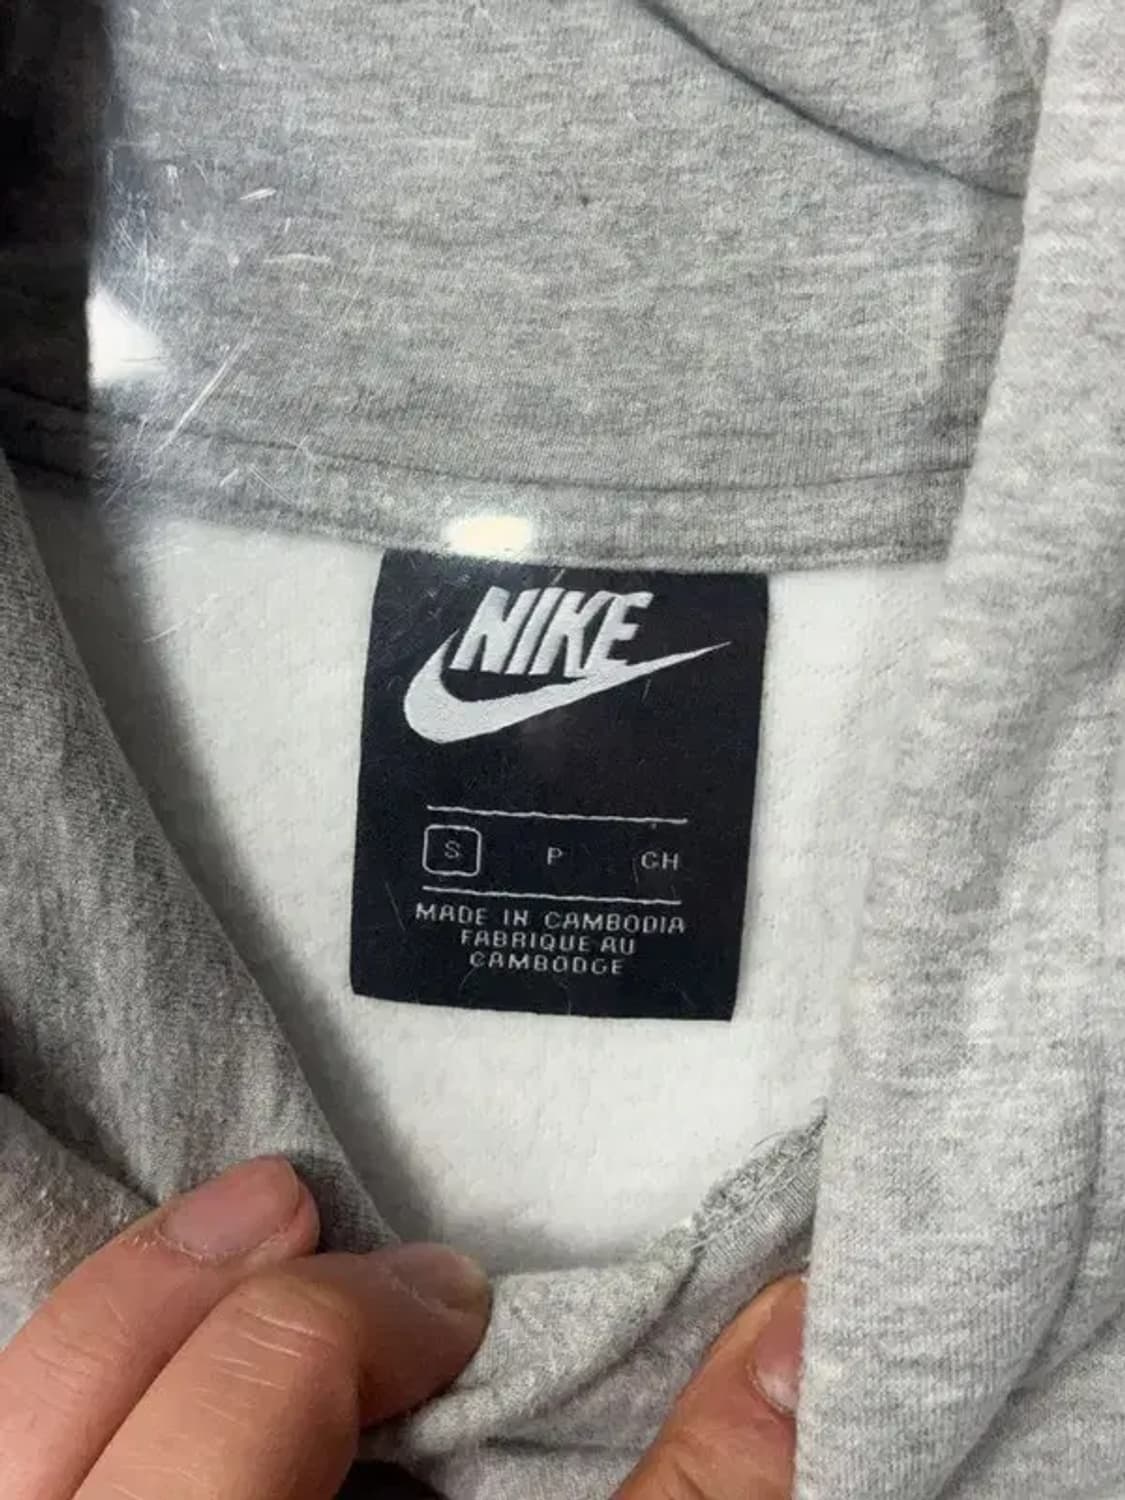 NIKE
S P CH
MADE IN CAMBODIA
FABRIQUE AU
CAMBODGE